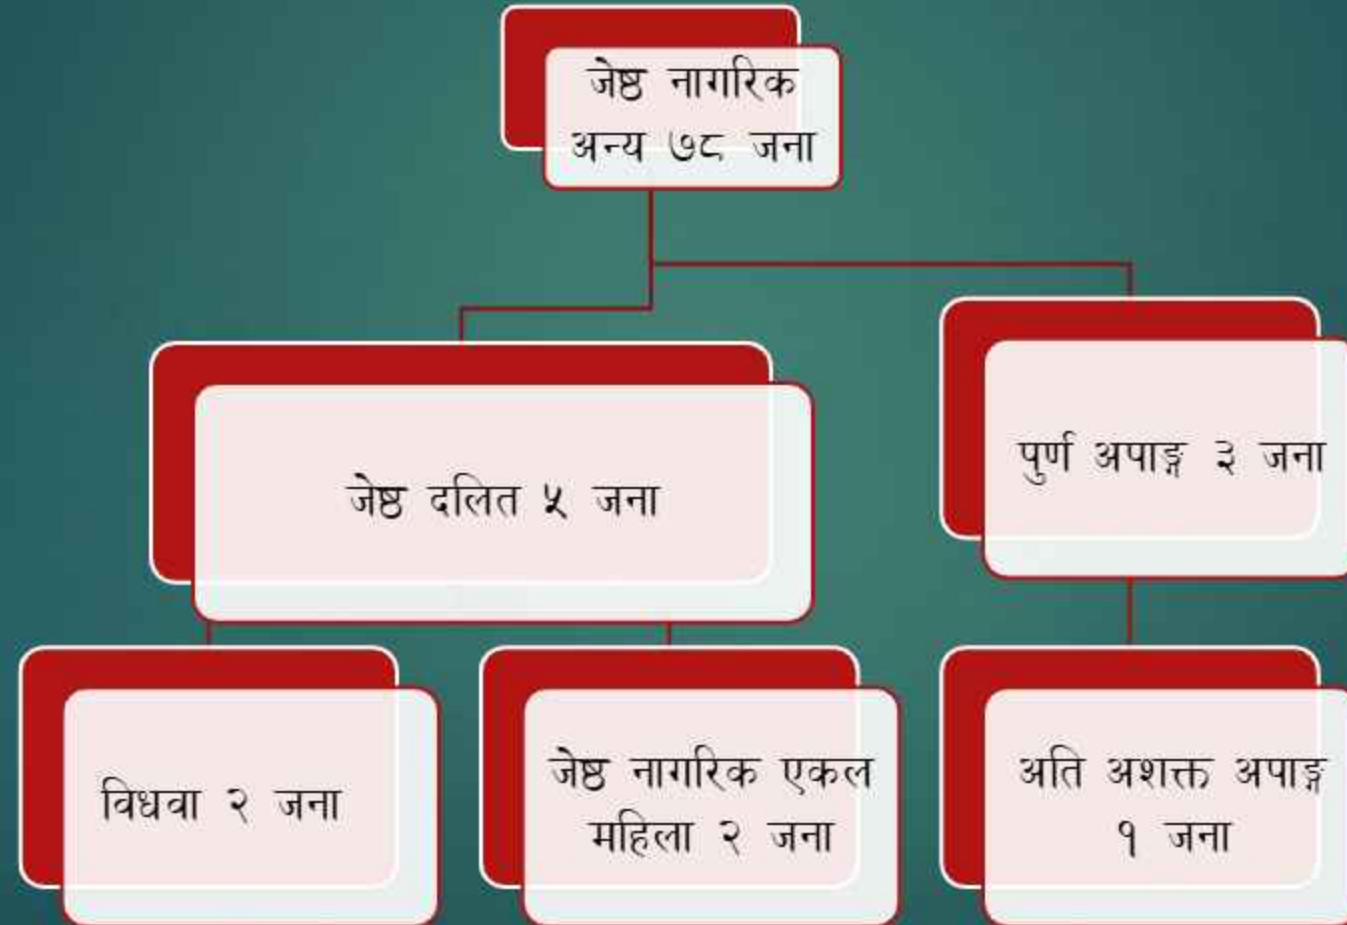 जेष्ठ नागरिक
अन्य ७८ जना
जेष्ठ दलित ५ जना
पुर्ण अपाङ्ग ३ जना
विधवा २ जना
जेष्ठ नागरिक एकल
महिला २ जना
अति अशक्त अपाङ्ग
१ जना